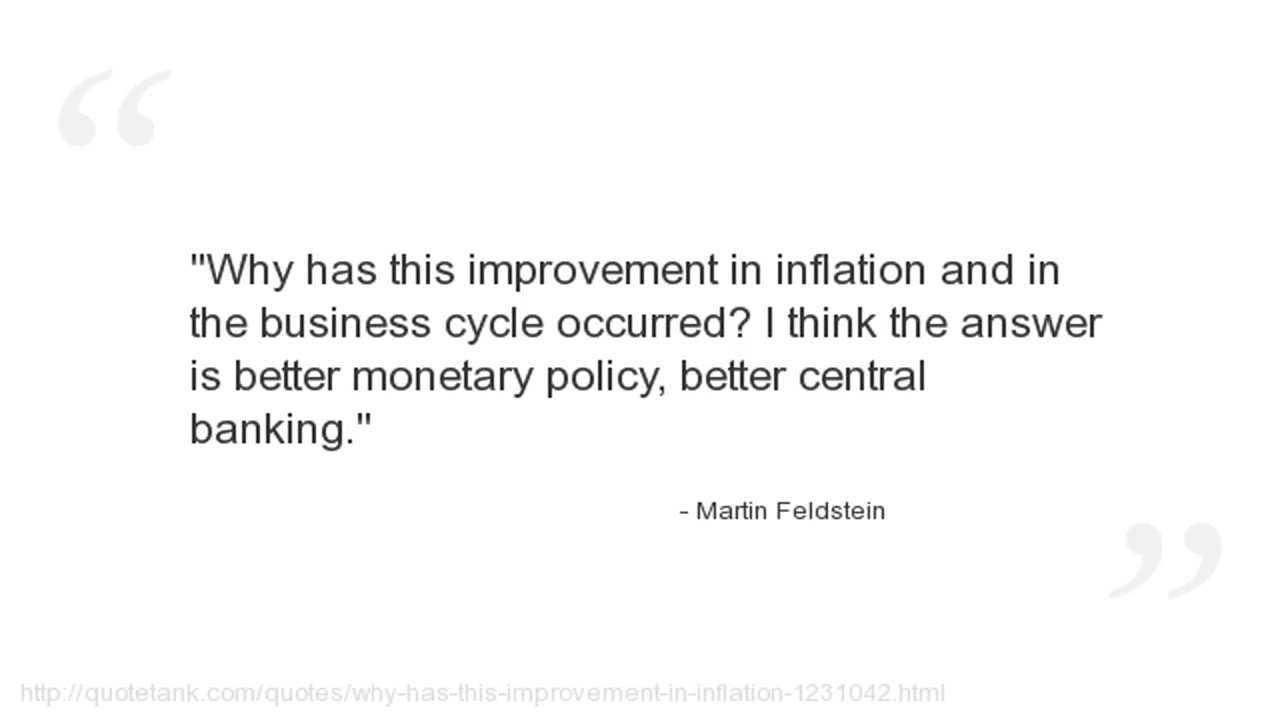 "Why has this improvement in inflation and in
the business cycle occurred? I think the answer
is better monetary policy, better central
banking."
- Martin Feldstein
http://quotetank.com/quotes/why-has-this-improvement-in-inflation-1231042.html